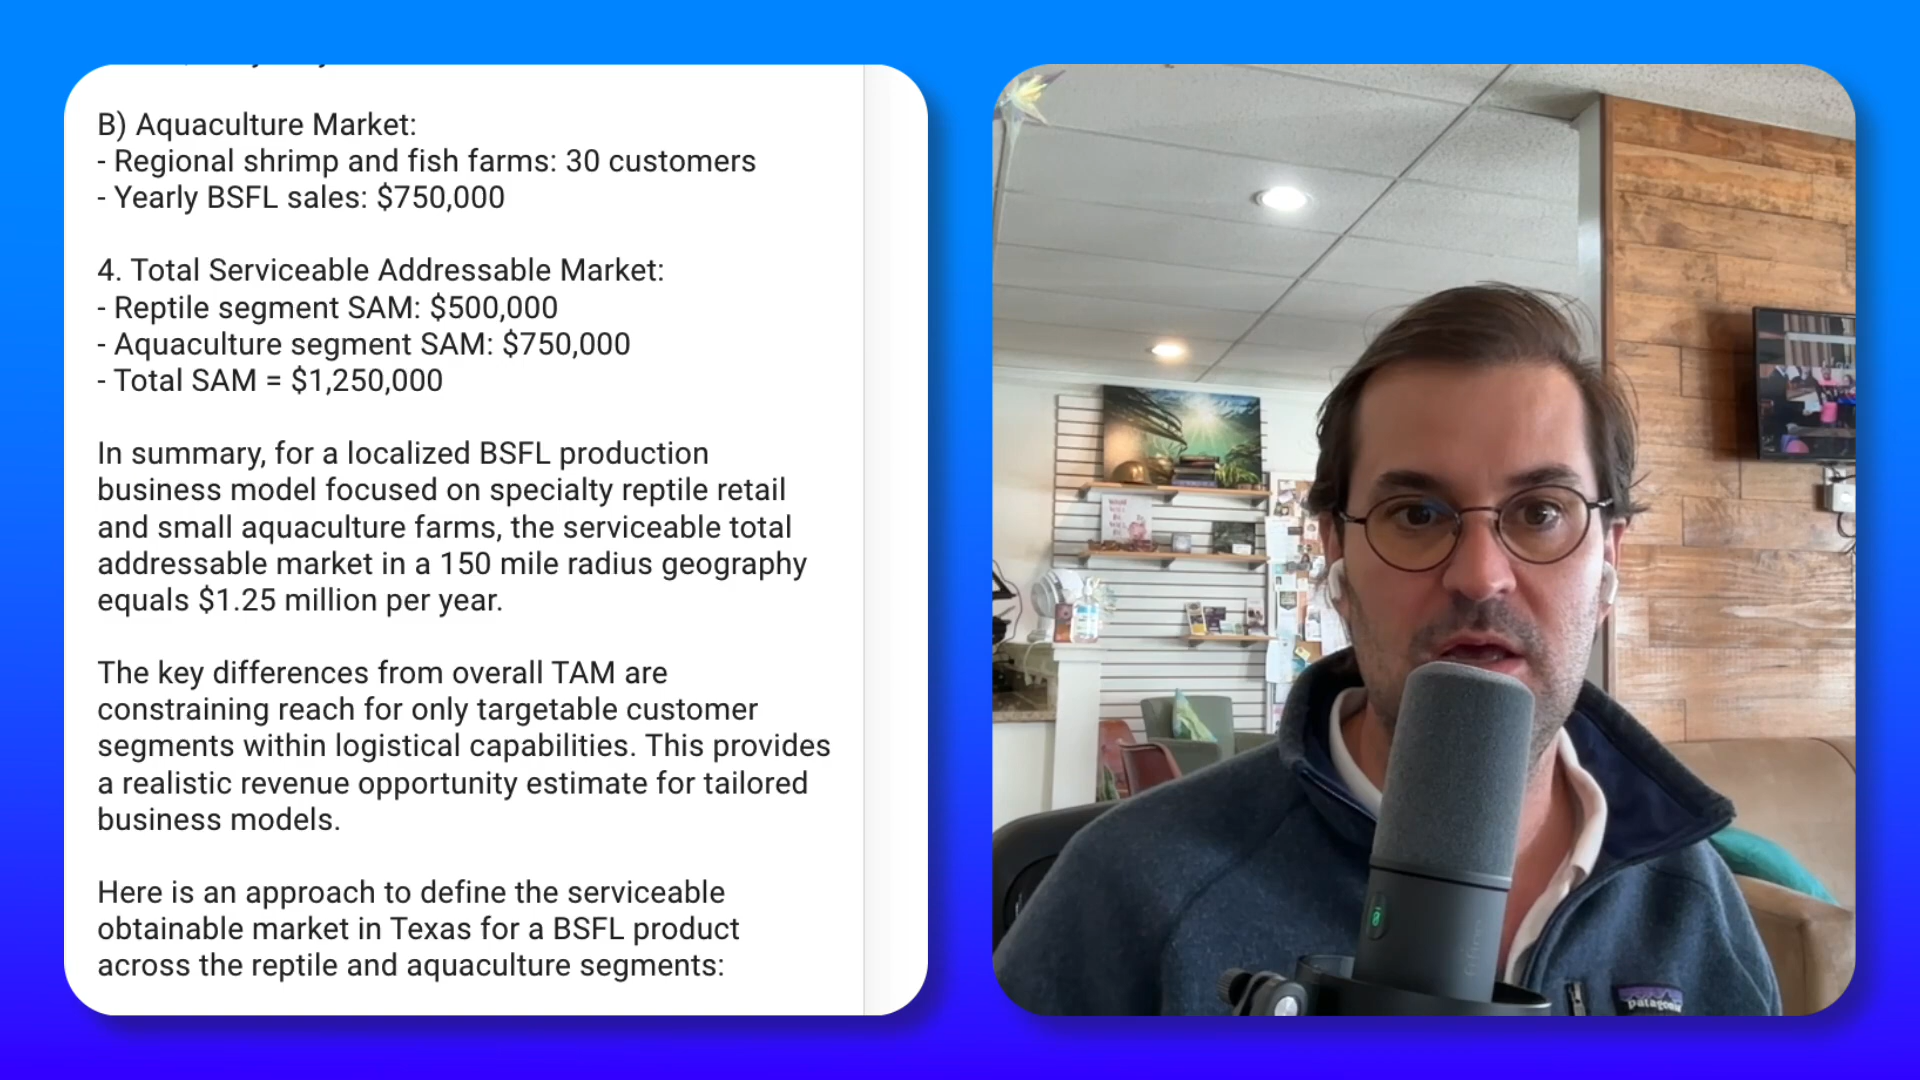 B) Aquaculture Market:
- Regional shrimp and fish farms: 30 customers
- Yearly BSFL sales: $750,000
4. Total Serviceable Addressable Market:
- Reptile segment SAM: $500,000
- Aquaculture segment SAM: $750,000
- Total SAM = $1,250,000
In summary, for a localized BSFL production
business model focused on specialty reptile retail
and small aquaculture farms, the serviceable total
addressable market in a 150 mile radius geography
equals $1.25 million per year.
The key differences from overall TAM are
constraining reach for only targetable customer
segments within logistical capabilities. This provides
a realistic revenue opportunity estimate for tailored
business models.
Here is an approach to define the serviceable
obtainable market in Texas for a BSFL product
across the reptile and aquaculture segments:
patagonia